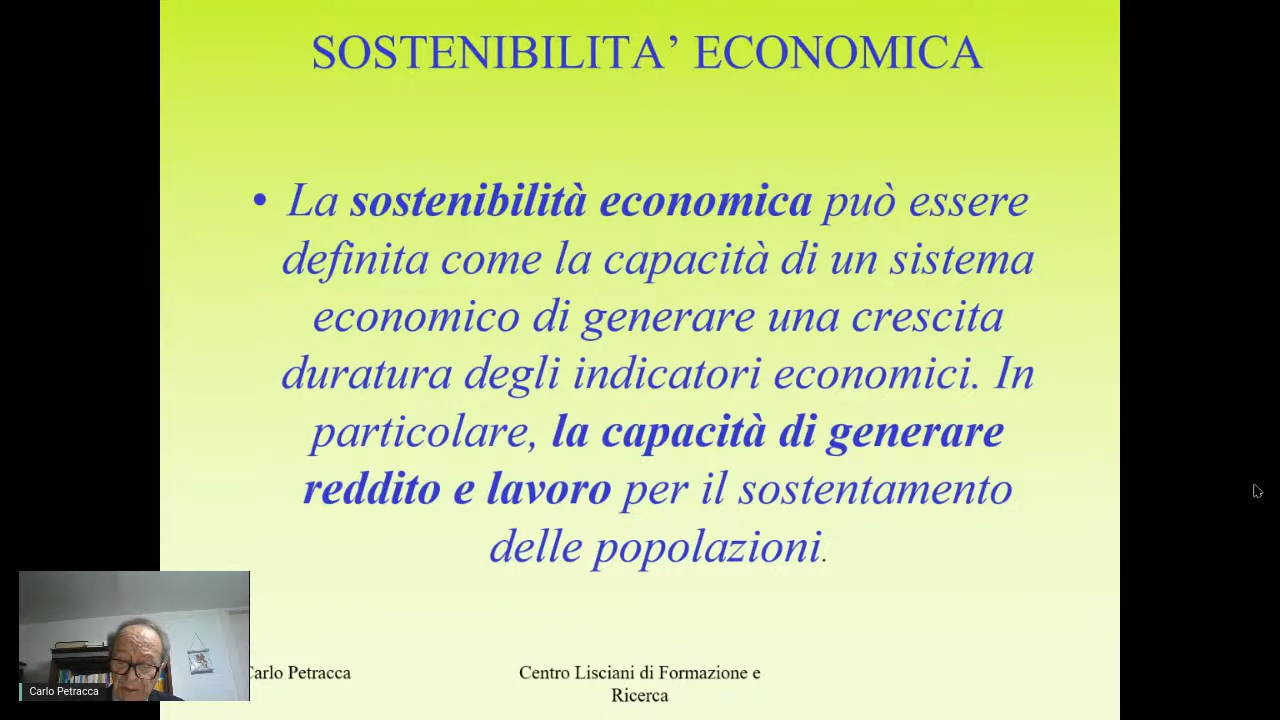 SOSTENIBILITA’ ECONOMICA
• La sostenibilità economica può essere
definita come la capacità di un sistema
economico di generare una crescita
duratura degli indicatori economici. In
particolare, la capacità di generare
reddito e lavoro per il sostentamento
delle popolazioni.
Carlo Petracca
arlo Petracca
Centro Lisciani di Formazione e
Ricerca